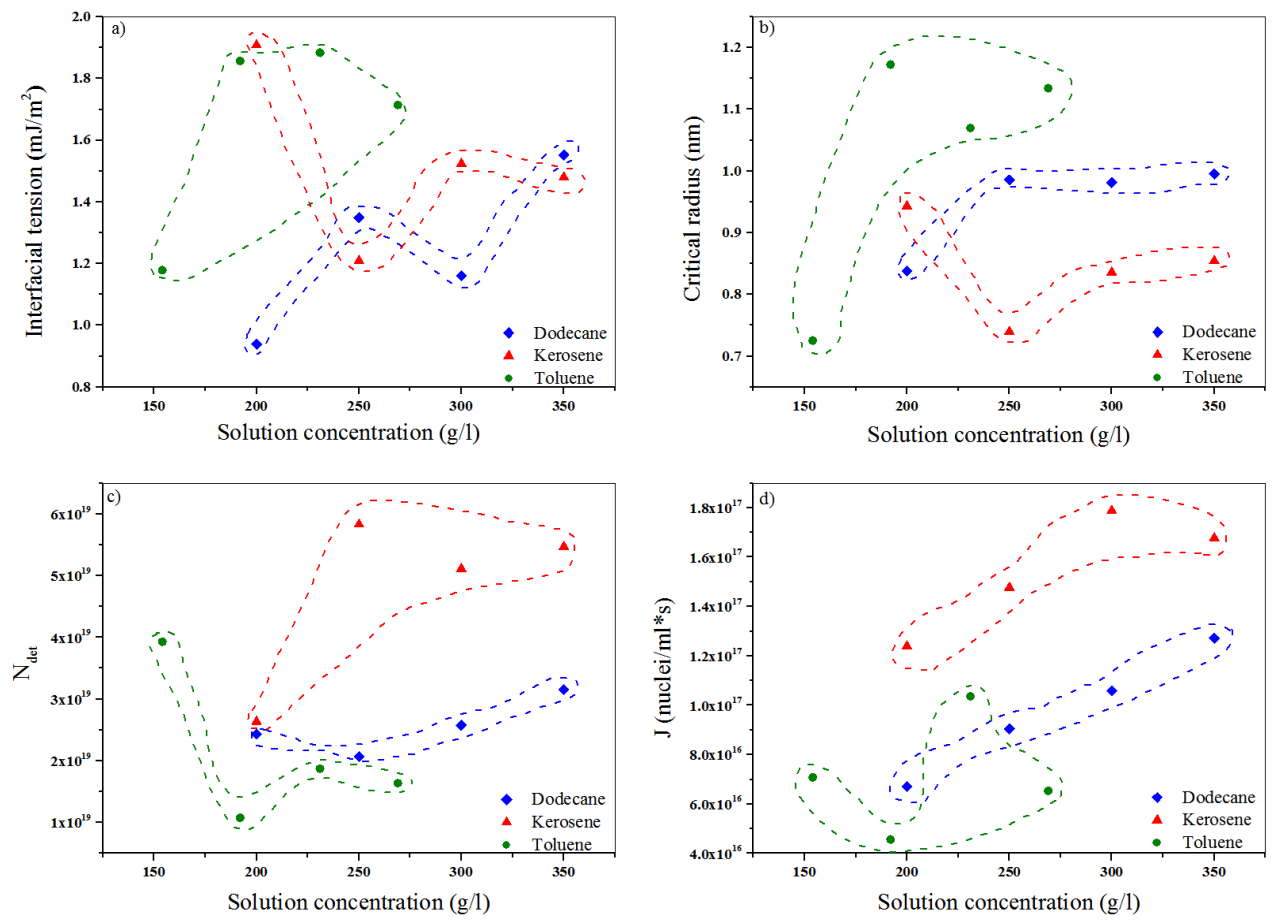 a)
2.0
1.8
1.6
1.4
1.2
1.0
0.8
Interfacial tension (mJ/m²)
150 200 250 300 350
Solution concentration (g/l)
Dodecane
Kerosene
Toluene
b)
1.2
1.1
1.0
0.9
0.8
0.7
Critical radius (nm)
150 200 250 300 350
Solution concentration (g/l)
Dodecane
Kerosene
Toluene
c)
6x10¹⁹
5x10¹⁹
4x10¹⁹
3x10¹⁹
2x10¹⁹
1x10¹⁹
N_det
150 200 250 300 350
Solution concentration (g/l)
Dodecane
Kerosene
Toluene
d)
1.8x10¹⁷
1.6x10¹⁷
1.4x10¹⁷
1.2x10¹⁷
1.0x10¹⁷
8.0x10¹⁶
6.0x10¹⁶
4.0x10¹⁶
J (nuclei/ml*s)
150 200 250 300 350
Solution concentration (g/l)
Dodecane
Kerosene
Toluene